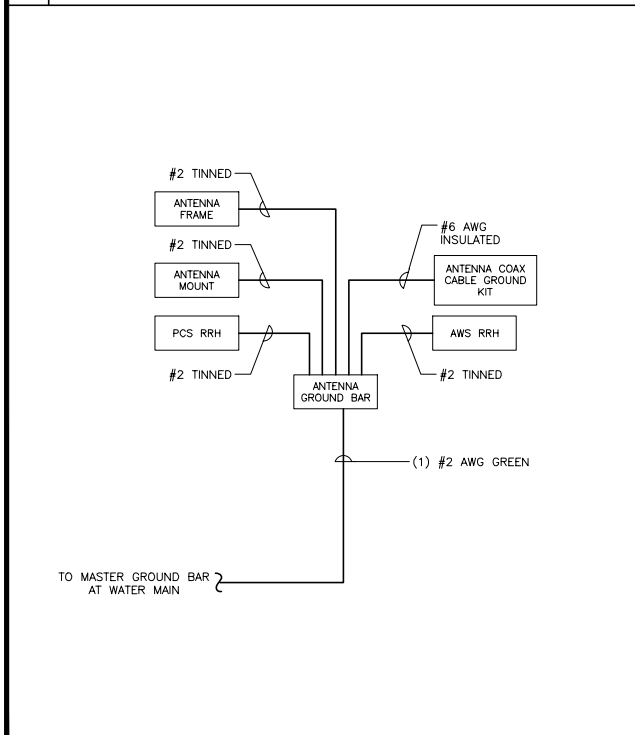 #2 TINNED
ANTENNA
FRAME
#2 TINNED
ANTENNA
MOUNT
PCS RRH
#2 TINNED
#6 AWG
INSULATED
ANTENNA COAX
CABLE GROUND
KIT
AWS RRH
#2 TINNED
ANTENNA
GROUND BAR
(1) #2 AWG GREEN
TO MASTER GROUND BAR
AT WATER MAIN